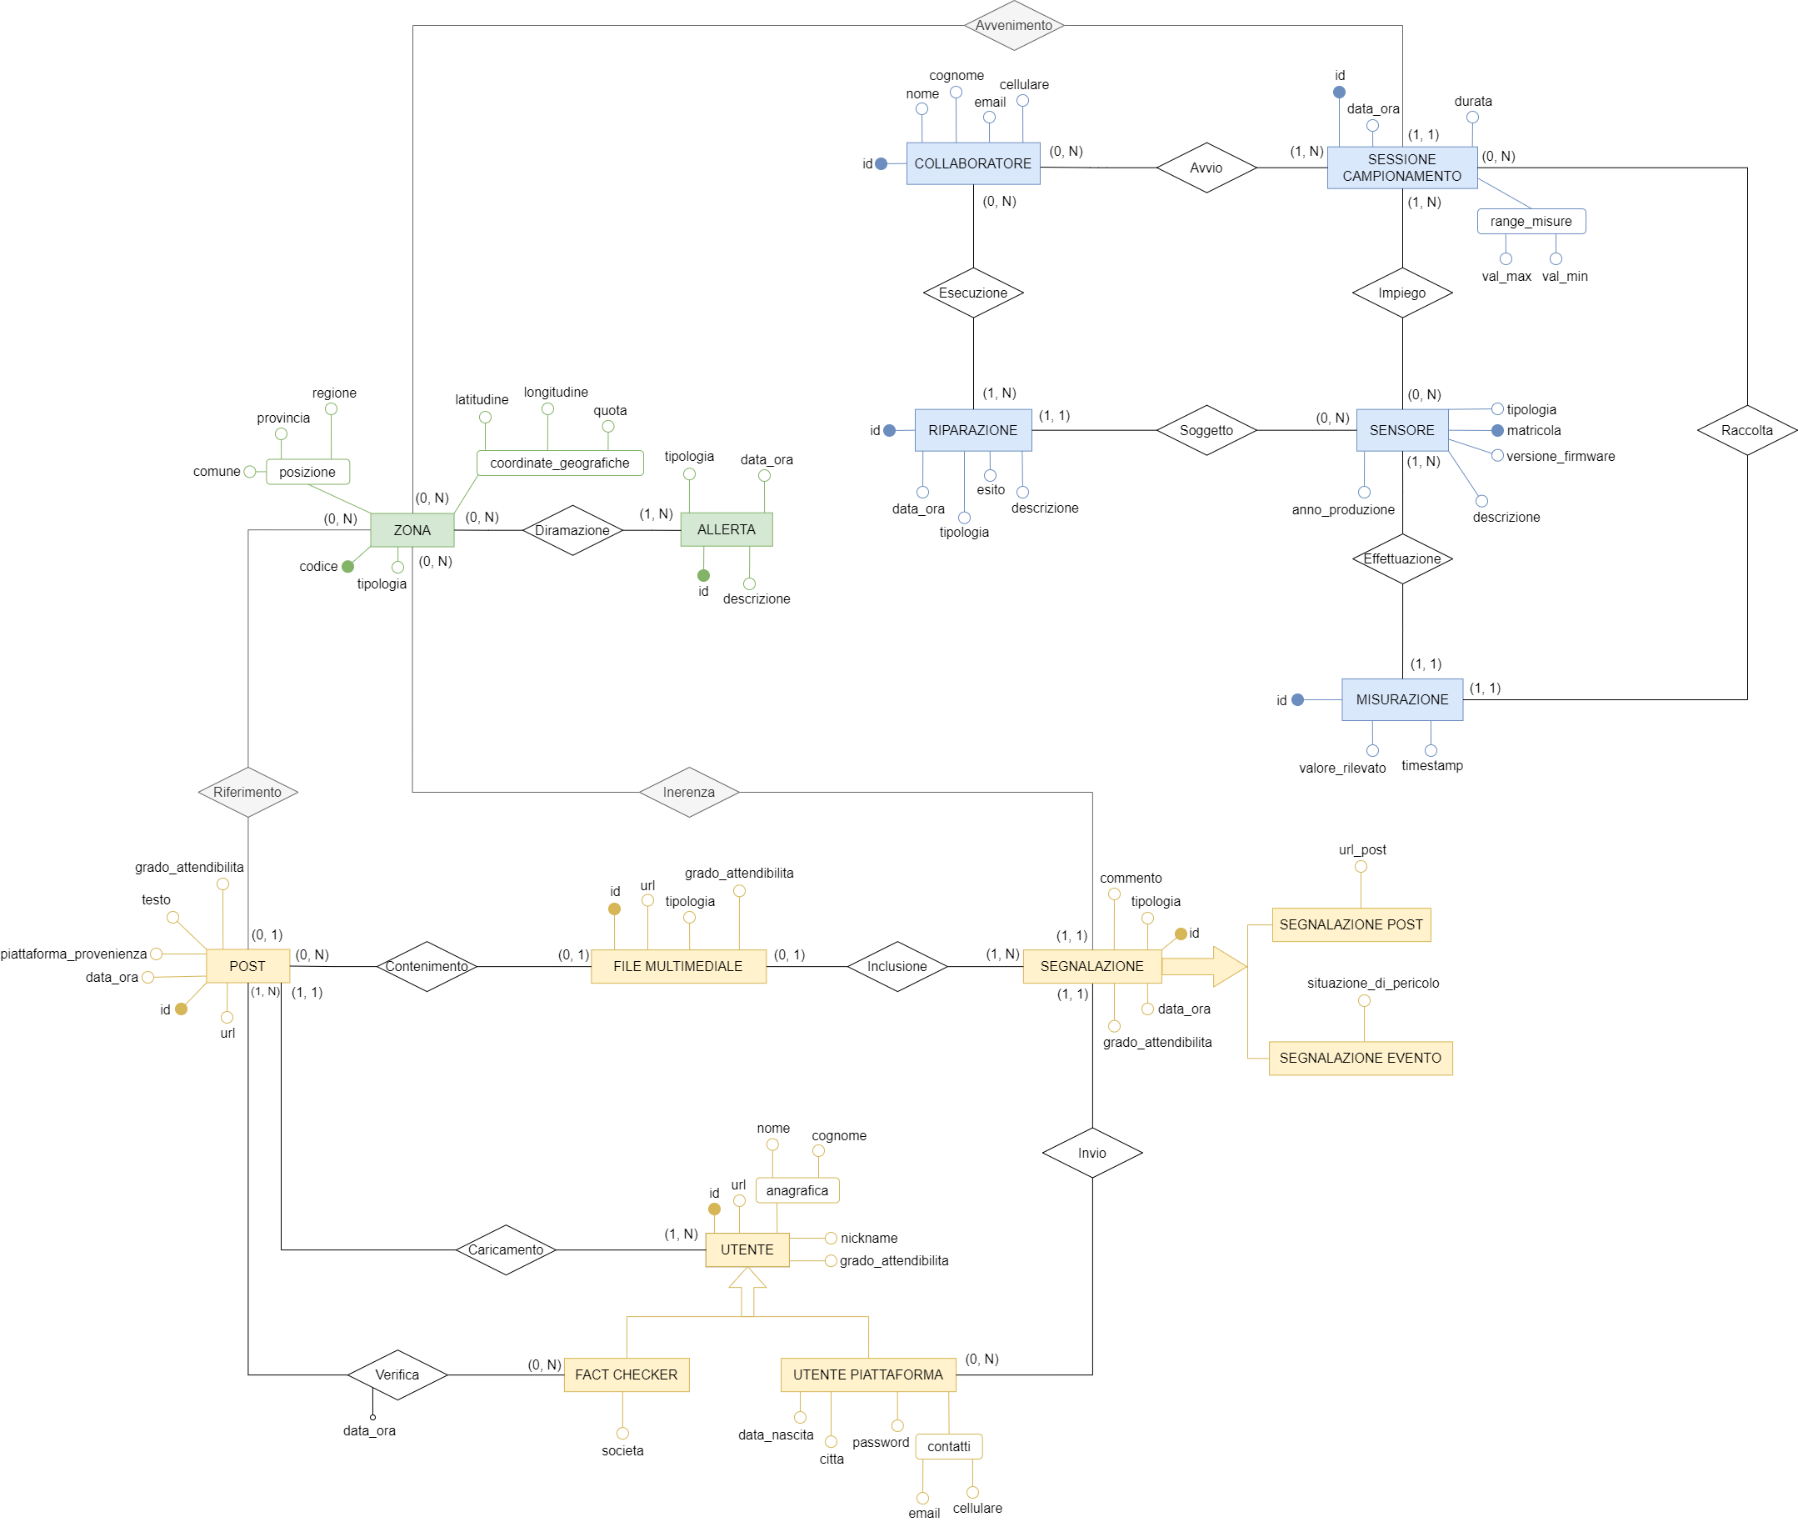 Avvenimento
id
cognome
cellulare
nome
email
data_ora
durata
(1, 1)
id
COLLABORATORE
(0, N)
Avvio
(1, N)
SESSIONE
CAMPIONAMENTO
(0, N)
(0, N)
(1, N)
range_misure
val_max
val_min
Esecuzione
Impiego
regione
provincia
latitudine
longitudine
quota
(1, N)
(0, N)
id
RIPARAZIONE
(1, 1)
Soggetto
(0, N)
SENSORE
tipologia
matricola
versione_firmware
Raccolta
comune
posizione
coordinate_geografiche
tipologia
data_ora
(1, N)
esito
data_ora
descrizione
tipologia
anno_produzione
descrizione
(0, N)
(0, N)
ZONA
(0, N)
Diramazione
(1, N)
ALLERTA
(0, N)
codice
tipologia
id
descrizione
Effettuazione
(1, 1)
id
MISURAZIONE
(1, 1)
valore_rilevato
timestamp
Riferimento
Inerenza
url_post
grado_attendibilita
testo
id
url
tipologia
grado_attendibilita
commento
tipologia
id
SEGNALAZIONE POST
piattaforma_provenienza
data_ora
id
url
(0, 1)
POST
(0, N)
(1, N)
(1, 1)
Contenimento
(0, 1)
FILE MULTIMEDIALE
(0, 1)
Inclusione
(1, N)
(1, 1)
SEGNALAZIONE
(1, 1)
data_ora
grado_attendibilita
situazione_di_pericolo
SEGNALAZIONE EVENTO
nome
cognome
Invio
id
url
anagrafica
Caricamento
(1, N)
UTENTE
nickname
grado_attendibilita
Verifica
data_ora
(0, N)
FACT CHECKER
societa
UTENTE PIATTAFORMA
(0, N)
data_nascita
citta
password
contatti
email
cellulare